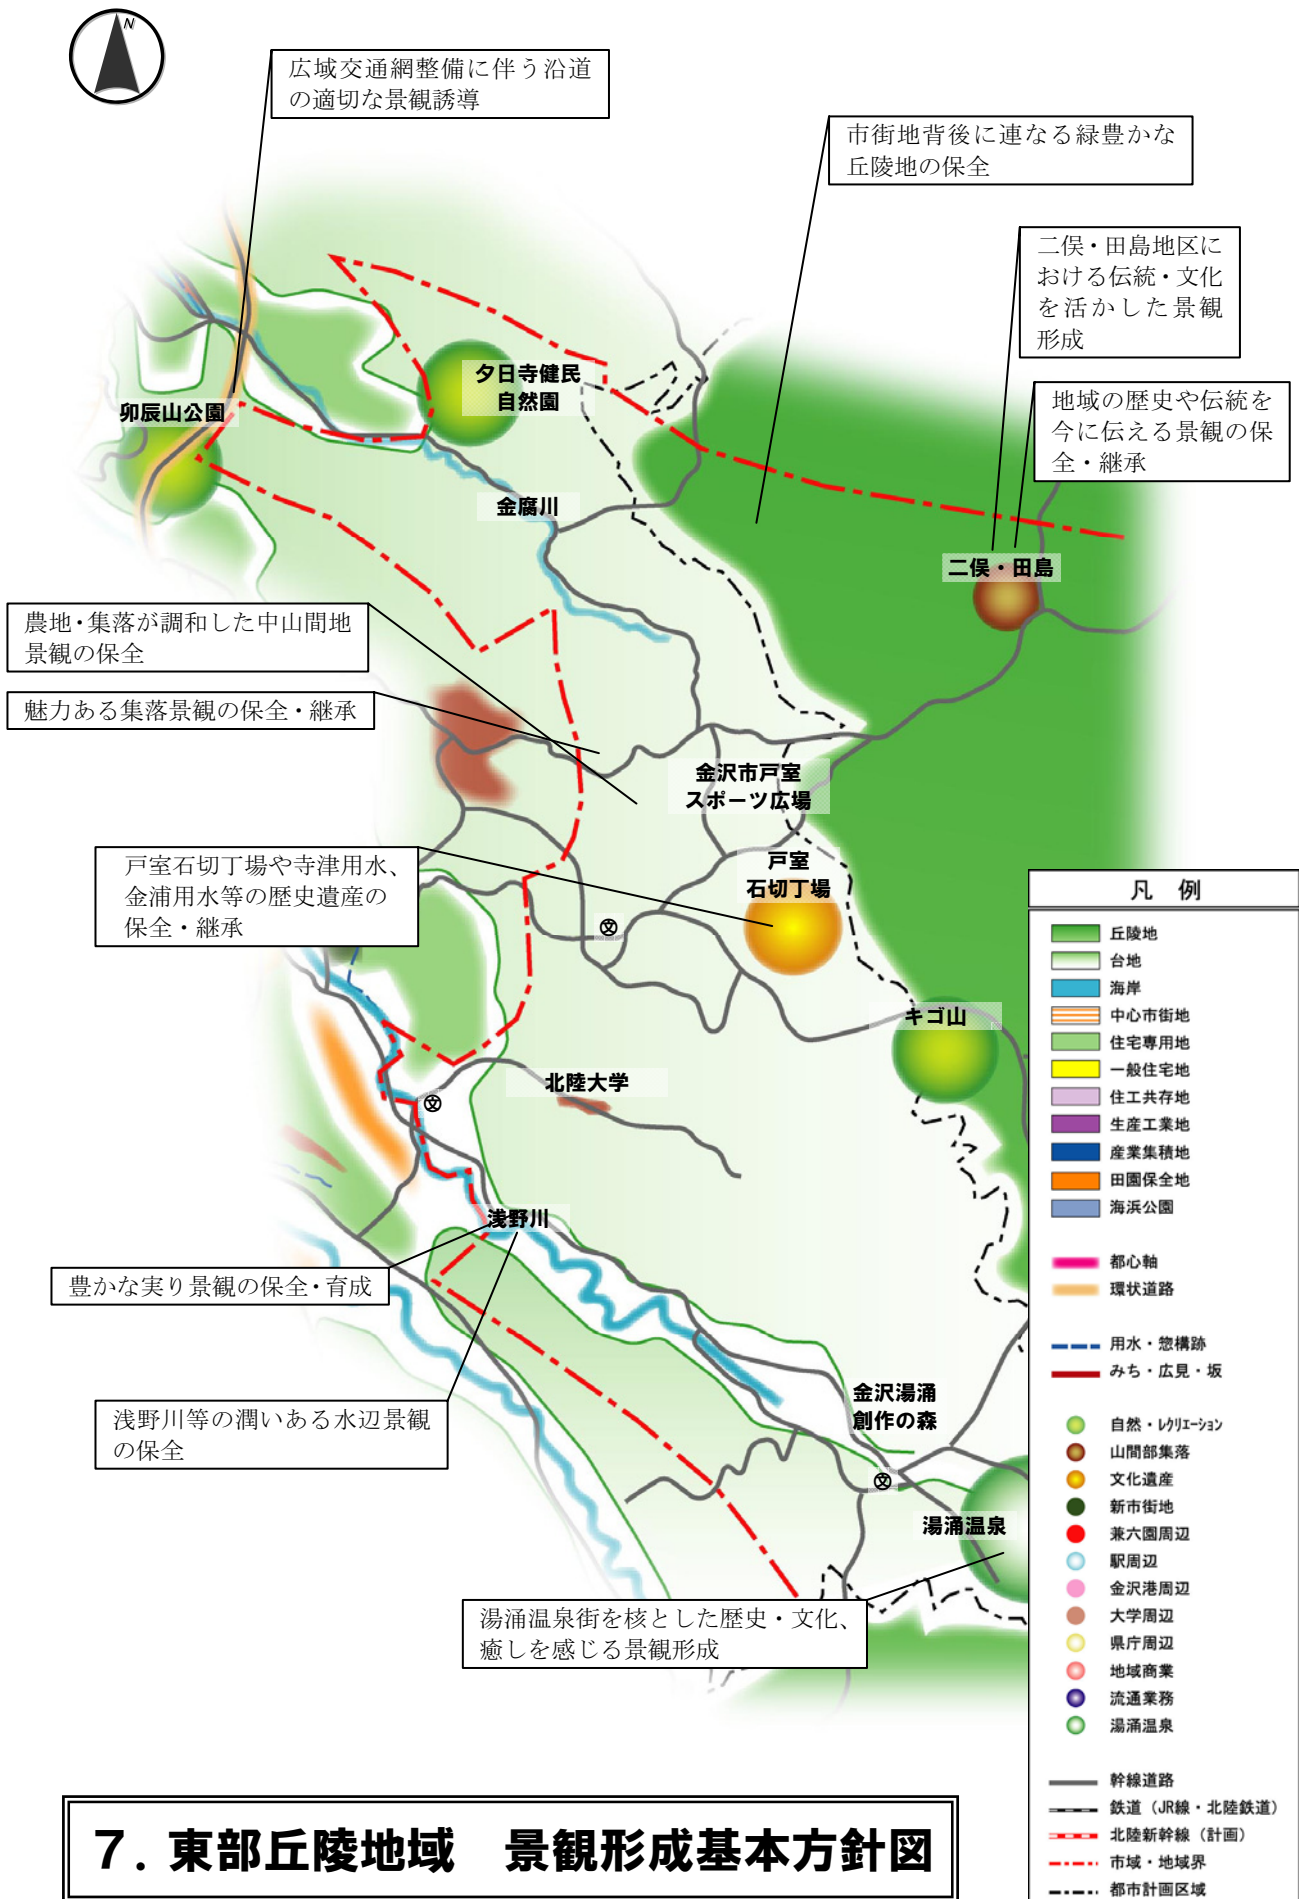 N
広域交通網整備に伴う沿道
の適切な景観誘導
市街地背後に連なる緑豊かな
丘陵地の保全
二俣・田島地区に
おける伝統・文化
を活かした景観
形成
地域の歴史や伝統を
今に伝える景観の保
全・継承
夕日寺健民
自然園
卯辰山公園
金腐川
二俣・田島
農地・集落が調和した中山間地
景観の保全
魅力ある集落景観の保全・継承
金沢市戸室
スポーツ広場
戸室石切丁場や寺津用水、
金浦用水等の歴史遺産の
保全・継承
戸室
石切丁場
文
キゴ山
北陸大学
文
浅野川
豊かな実り景観の保全・育成
浅野川等の潤いある水辺景観
の保全
金沢湯涌
創作の森
文
湯涌温泉
湯涌温泉街を核とした歴史・文化、
癒しを感じる景観形成
凡 例
丘陵地
台地
海岸
中心市街地
住宅専用地
一般住宅地
住工共存地
生産工業地
産業集積地
田園保全地
海浜公園
都心軸
環状道路
用水・惣構跡
みち・広見・坂
自然・レクリエーション
山間部集落
文化遺産
新市街地
兼六園周辺
駅周辺
金沢港周辺
大学周辺
県庁周辺
地域商業
流通業務
湯涌温泉
幹線道路
鉄道（JR線・北陸鉄道）
北陸新幹線（計画）
市域・地域界
都市計画区域
７．東部丘陵地域　景観形成基本方針図